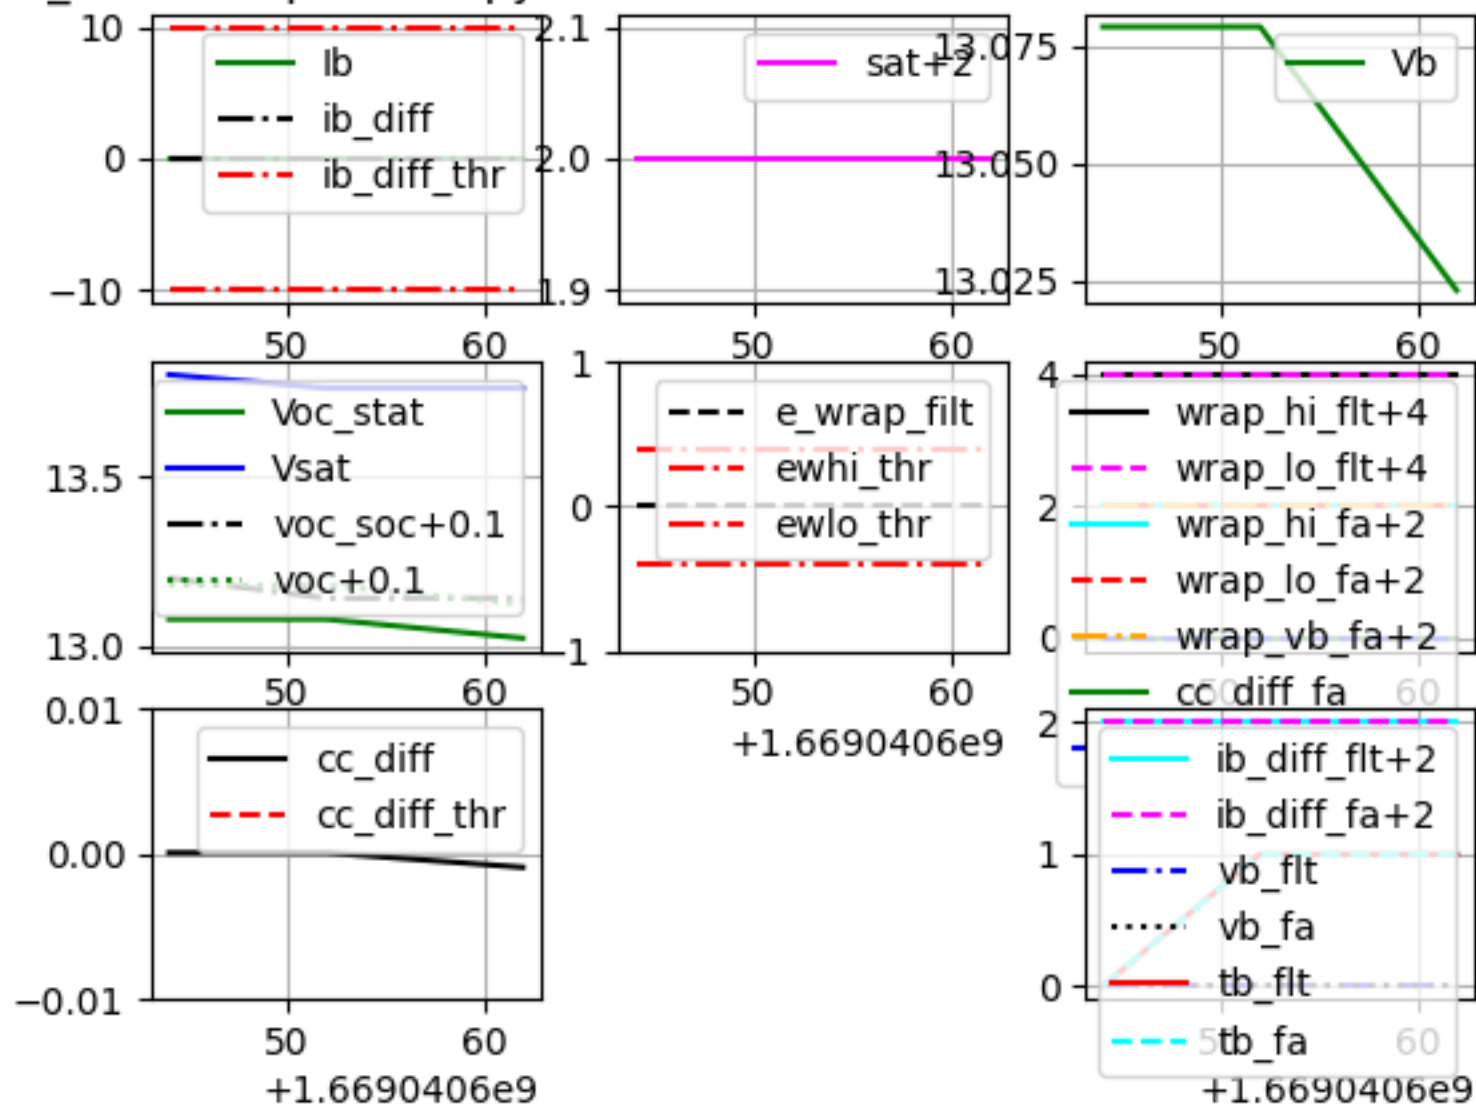 10
0
−10
50
60
Ib
ib_diff
ib_diff_thr
2.1
2.0
1.9
50
60
sat+2
13.075
13.050
13.025
50
60
Vb
13.5
13.0
50
60
Voc_stat
Vsat
voc_soc+0.1
voc+0.1
1
0
−1
50
60
+1.6690406e9
e_wrap_filt
ewhi_thr
ewlo_thr
4
2
0
50
60
wrap_hi_flt+4
wrap_lo_flt+4
wrap_hi_fa+2
wrap_lo_fa+2
wrap_vb_fa+2
cc_diff_fa
0.01
0.00
−0.01
50
60
+1.6690406e9
cc_diff
cc_diff_thr
2
1
0
50
60
+1.6690406e9
ib_diff_flt+2
ib_diff_fa+2
vb_flt
vb_fa
tb_flt
tb_fa